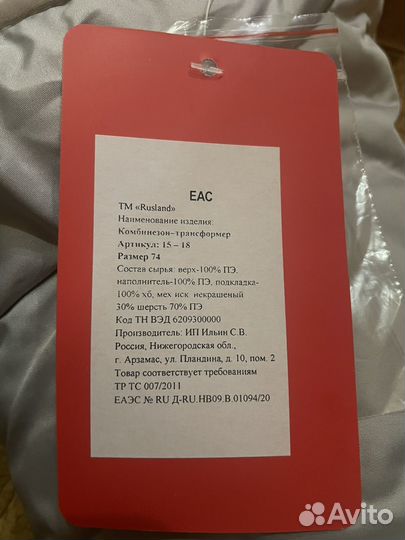 EAC
ТМ «Rusland»
Наименование изделия:
Комбинезон–трансформер
Артикул: 15 – 18
Размер 74
Состав сырья: верх-100% ПЭ,
наполнитель-100% ПЭ, подкладка-
100% хб, мех иск. некрашеный
30% шерсть 70% ПЭ
Код ТН ВЭД 6209300000
Производитель: ИП Ильин С.В.
Россия, Нижегородская обл.,
г. Арзамас, ул. Пландина, д. 10, пом. 2
Товар соответствует требованиям
ТР ТС 007/2011
ЕАЭС № RU Д-RU.НВ09.В.01094/20
Avito